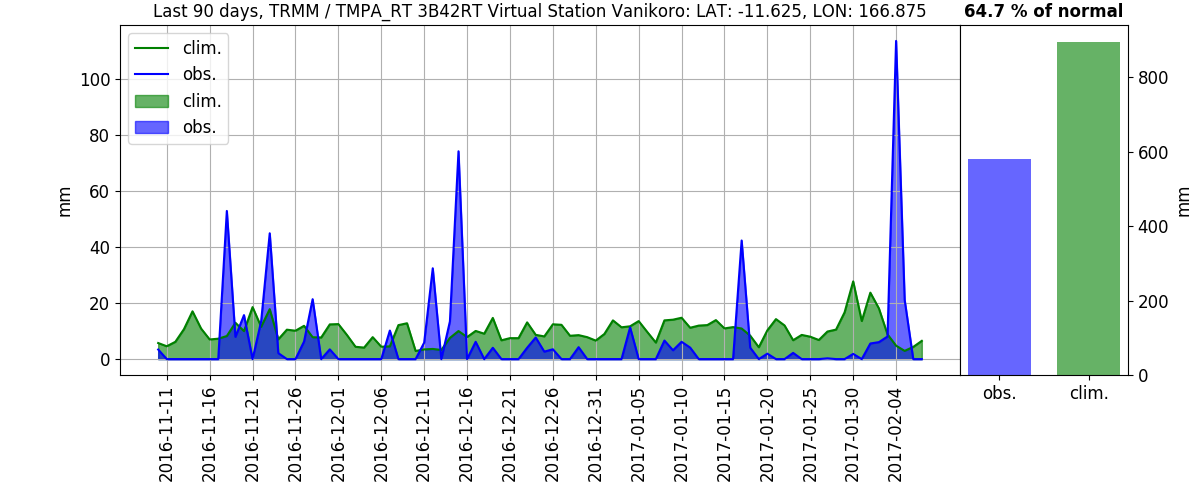 Last 90 days, TRMM / TMPA_RT 3B42RT Virtual Station Vanikoro: LAT: -11.625, LON: 166.875
64.7 % of normal
clim.
obs.
clim.
obs.
mm
100
80
60
40
20
0
2016-11-11
2016-11-16
2016-11-21
2016-11-26
2016-12-01
2016-12-06
2016-12-11
2016-12-16
2016-12-21
2016-12-26
2016-12-31
2017-01-05
2017-01-10
2017-01-15
2017-01-20
2017-01-25
2017-01-30
2017-02-04
800
600
400
200
0
mm
obs.
clim.